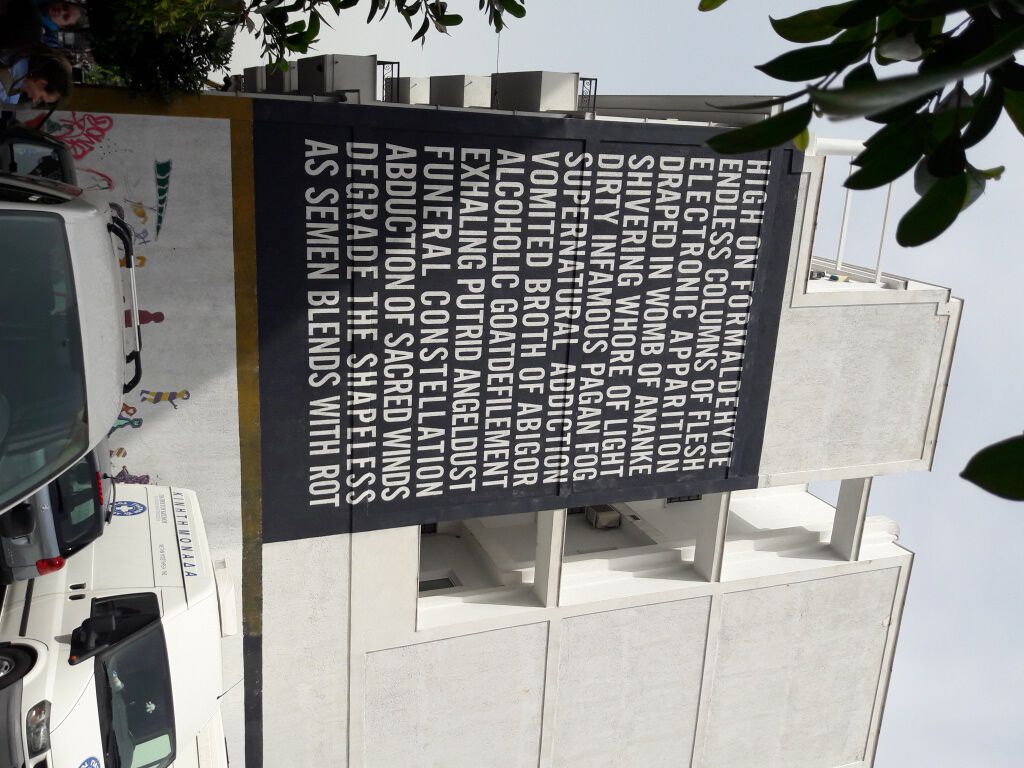 HIGH ON FORMALDEHYDE
ENDLESS COLUMNS OF FLESH
ELECTRONIC APPARITION
DRAPED IN WOMB OF ANANKE
SHIVERING WHORE OF LIGHT
DIRTY INFAMOUS PAGAN FOG
SUPERNATURAL ADDICTION
VOMITED BROTH OF ABIGOR
ALCOHOLIC GOATDEFILEMENT
EXHALING PUTRID ANGELDUST
FUNERAL CONSTELLATION
ABDUCTION OF SACRED WINDS
DEGRADE THE SHAPELESS
AS SEMEN BLENDS WITH ROT
ΚΙΝΗΤΗ ΜΟΝΑΔΑ